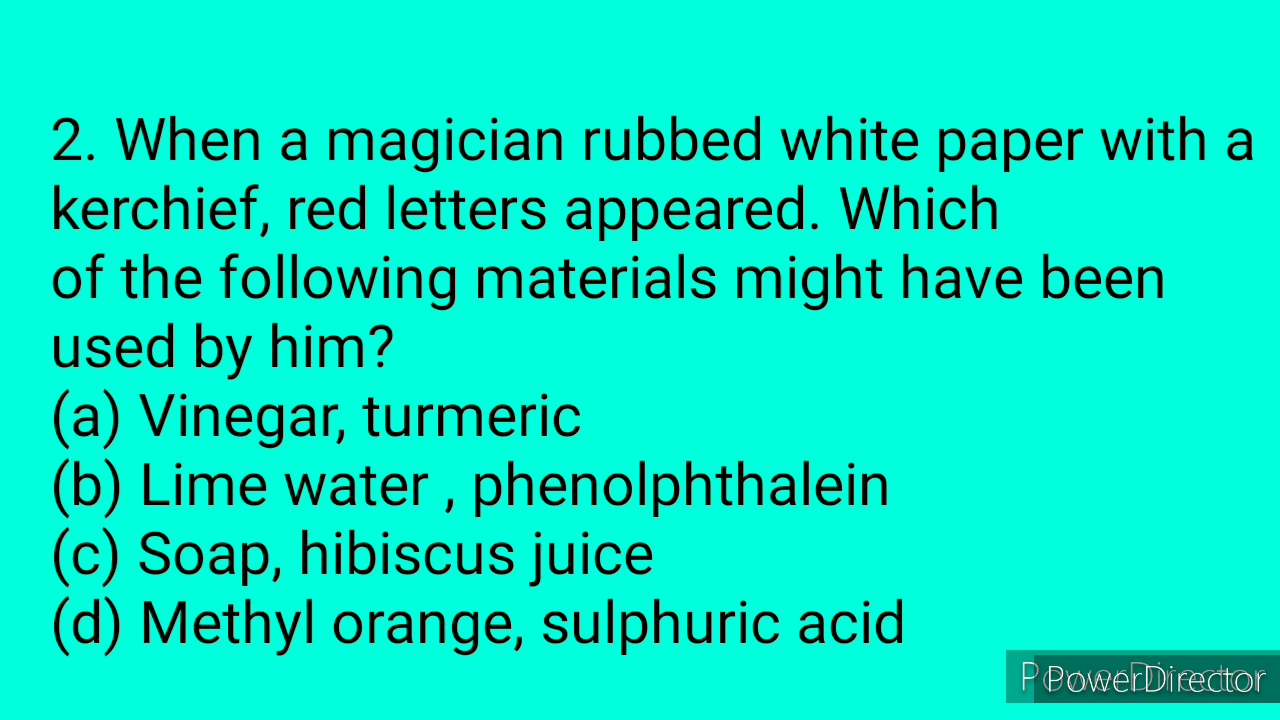 2. When a magician rubbed white paper with a
kerchief, red letters appeared. Which
of the following materials might have been
used by him?
(a) Vinegar, turmeric
(b) Lime water , phenolphthalein
(c) Soap, hibiscus juice
(d) Methyl orange, sulphuric acid
PowerDirector
PowerDirector